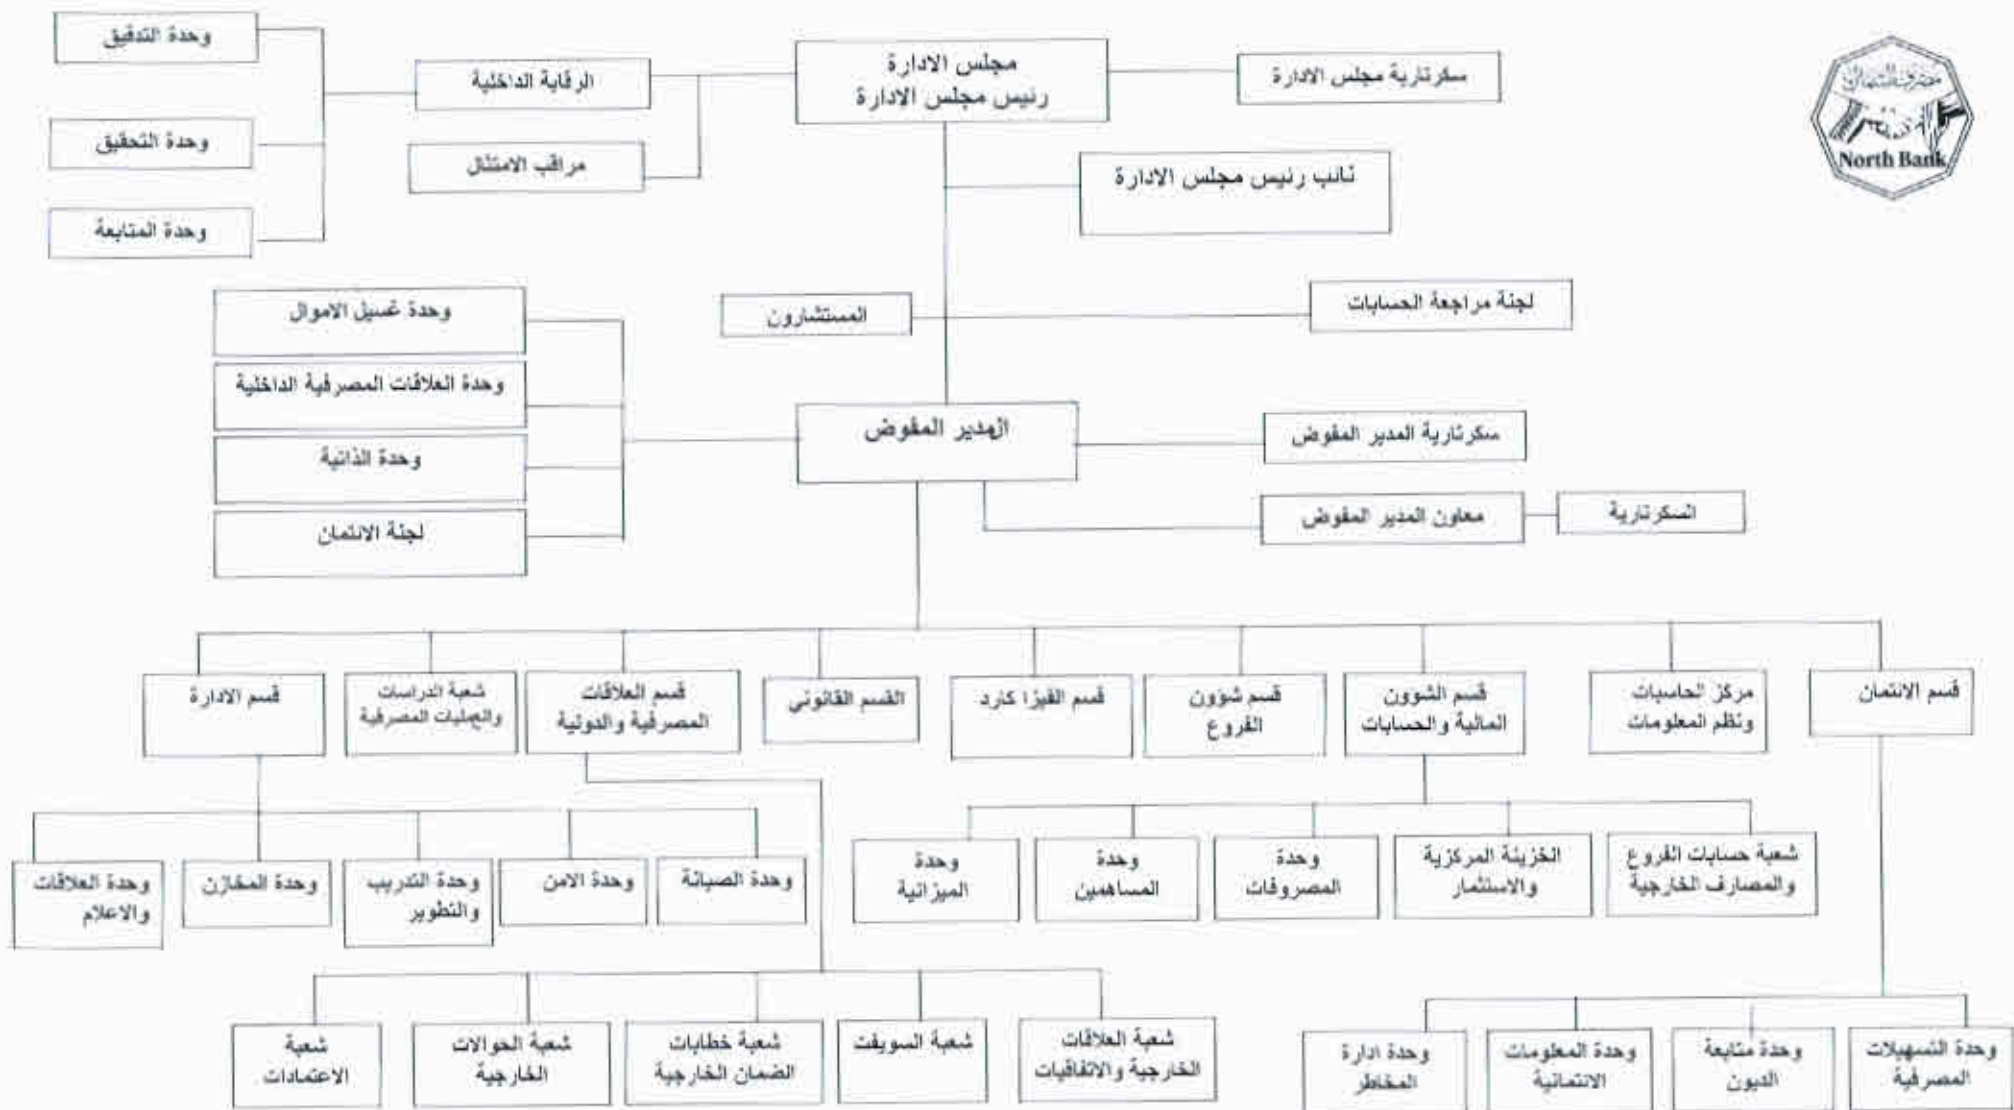 مصرف الشمال
North Bank
سكرتارية مجلس الادارة
مجلس الادارة
رئيس مجلس الادارة
الرقابة الداخلية
وحدة التدقيق
مراقب الامتثال
وحدة التحقيق
نائب رئيس مجلس الادارة
وحدة المتابعة
لجنة مراجعة الحسابات
المستشارون
وحدة غسيل الاموال
وحدة العلاقات المصرفية الداخلية
سكرتارية المدير المفوض
المدير المفوض
وحدة الذاتية
السكرتارية
معاون المدير المفوض
لجنة الائتمان
قسم الائتمان
مركز الحاسبات
ونظم المعلومات
قسم الشوون
المالية والحسابات
قسم شوون
الفروع
قسم الفيزا كارد
القسم القانوني
قسم العلاقات
المصرفية والدولية
شعبة الدراسات
والعمليات المصرفية
قسم الادارة
شعبة حسابات الفروع
والمصارف الخارجية
الخزينة المركزية
والاستثمار
وحدة
المصروفات
وحدة
المساهمين
وحدة
الميزانية
وحدة الصيانة
وحدة الامن
وحدة التدريب
والتطوير
وحدة المخازن
وحدة العلاقات
والاعلام
شعبة العلاقات
الخارجية والاتفاقيات
شعبة السويفت
شعبة خطابات
الضمان الخارجية
شعبة الحوالات
الخارجية
شعبة
الاعتمادات
وحدة التسهيلات
المصرفية
وحدة متابعة
الديون
وحدة المعلومات
الائتمانية
وحدة ادارة
المخاطر